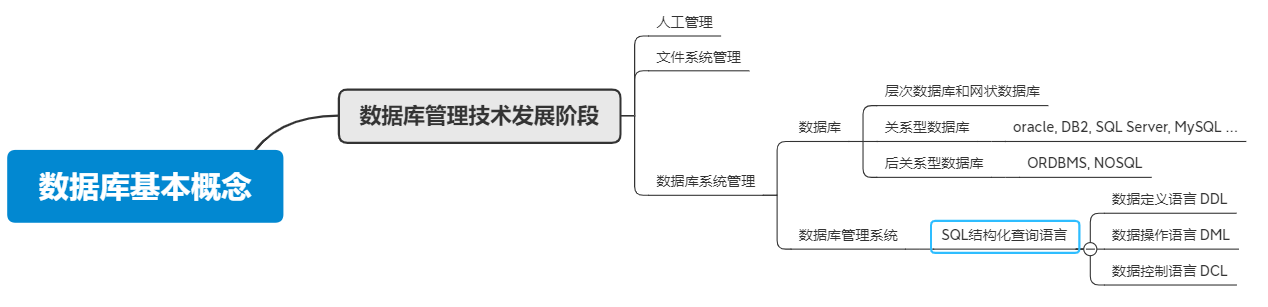 数据库基本概念
数据库管理技术发展阶段
人工管理
文件系统管理
数据库系统管理
数据库
层次数据库和网状数据库
关系型数据库
oracle, DB2, SQL Server, MySQL ...
后关系型数据库
ORDBMS, NOSQL
数据库管理系统
SQL结构化查询语言
数据定义语言 DDL
数据操作语言 DML
数据控制语言 DCL